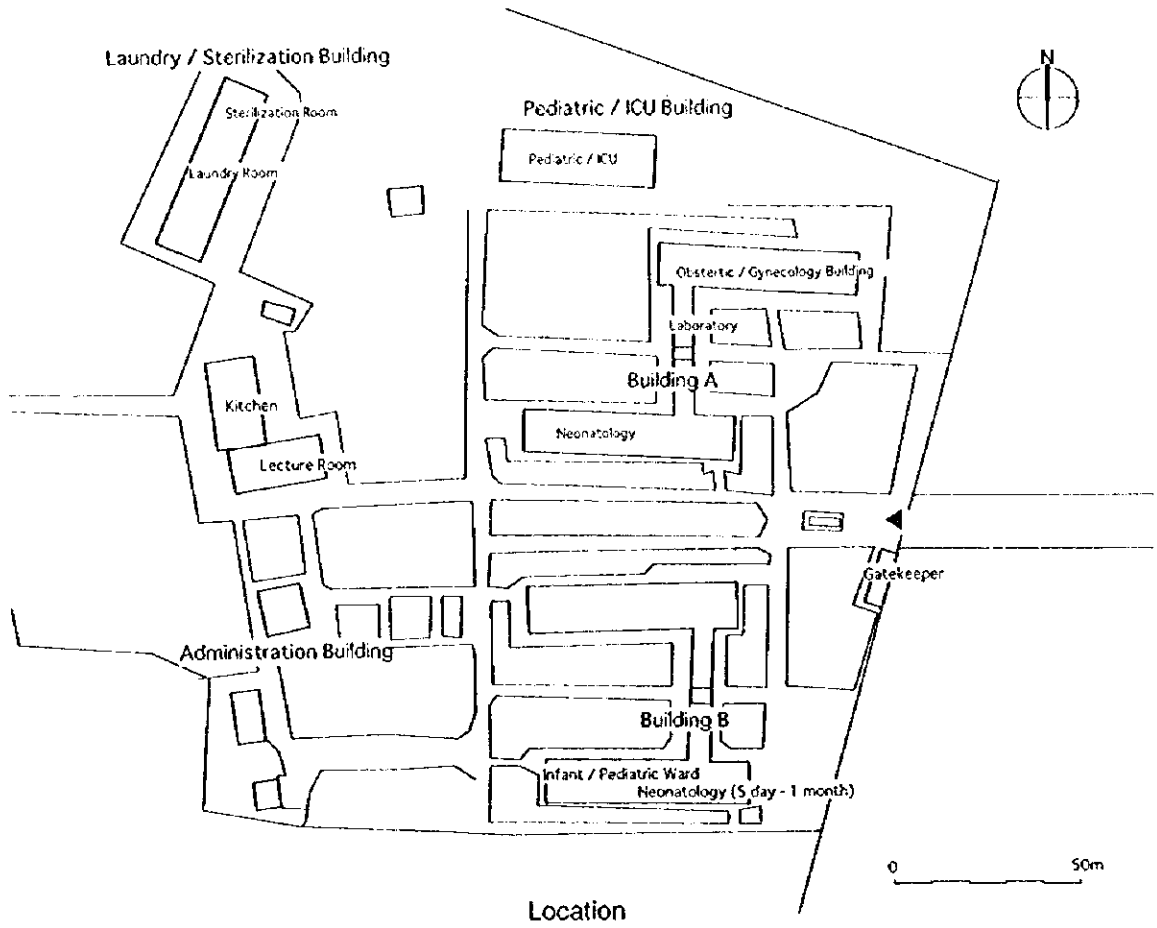 Laundry / Sterilization Building
N
Sterilization Room
Pediatric / ICU Building
Pediatric / ICU
Laundry Room
Obstertic / Gynecology Building
Laboratory
Building A
Kitchen
Neonatology
Lecture Room
Gatekeeper
Administration Building
Building B
Infant / Pediatric Ward
Neonatology (5 day - 1 month)
0 50m
Location